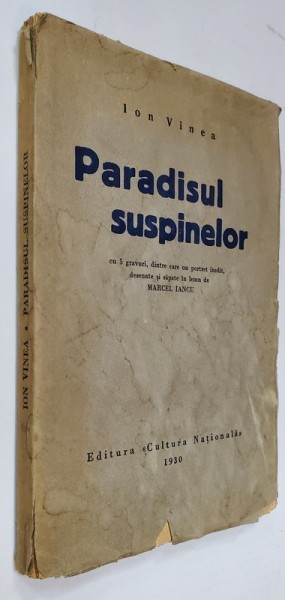 Ion Vinea
Paradisul
suspinelor
cu 5 gravuri, dintre care un portret inedit,
desenate și săpate în lemn de
MARCEL IANCU
Editura «Cultura Națională»
1930
ION VINEA • PARADISUL SUSPINELOR